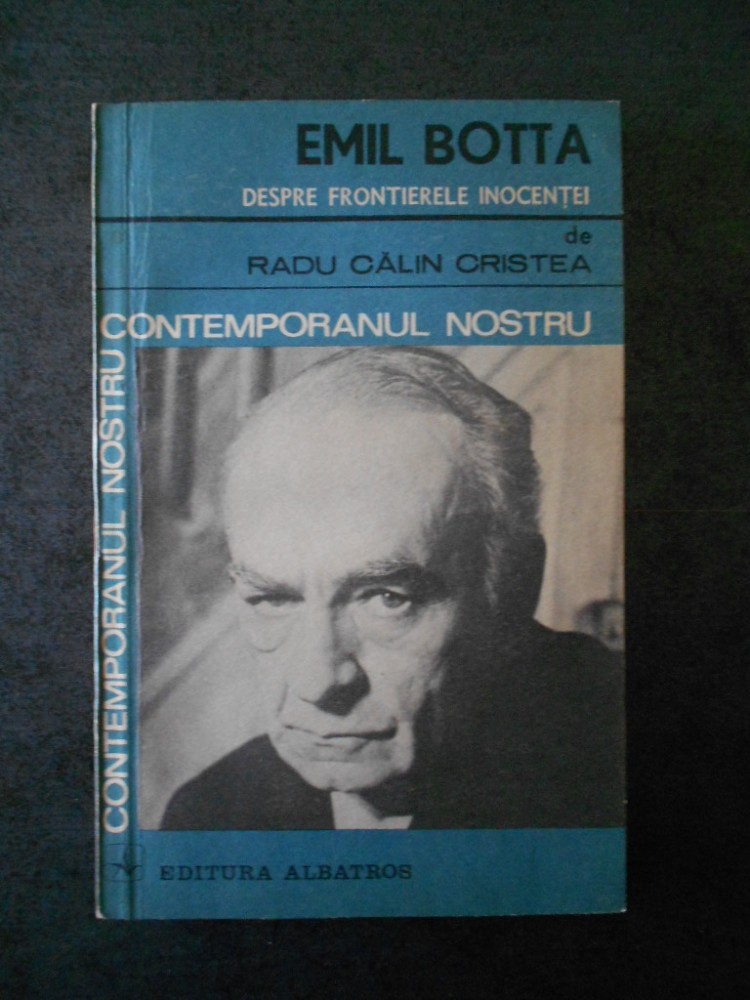 EMIL BOTTA
DESPRE FRONTIERELE INOCENȚEI
de
RADU CĂLIN CRISTEA
CONTEMPORANUL NOSTRU
CONTEMPORANUL NOSTRU
EDITURA ALBATROS